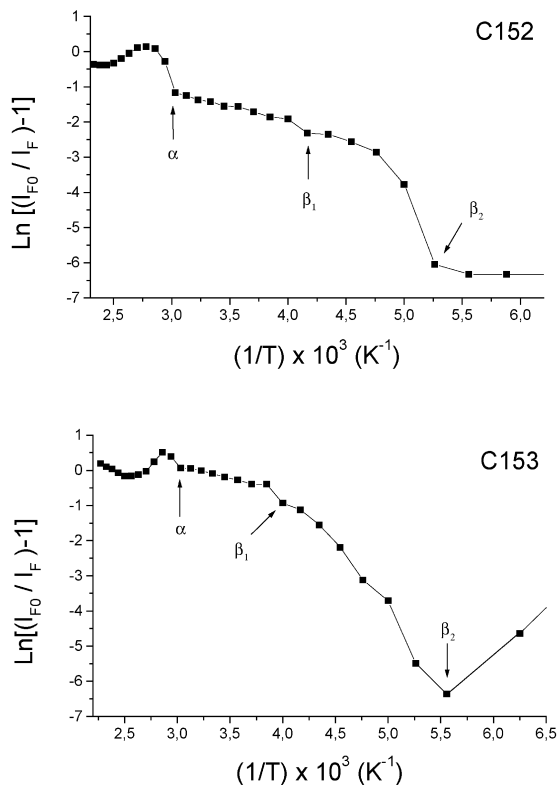 C152
0
-1
-2
-3
-4
-5
-6
-7
Ln [(I_F0 / I_F )-1]
α
β₁
β₂
2,5 3,0 3,5 4,0 4,5 5,0 5,5 6,0
(1/T) x 10³ (K⁻¹)
C153
1
0
-1
-2
-3
-4
-5
-6
-7
Ln[(I_F0 / I_F )-1]
α
β₁
β₂
2,5 3,0 3,5 4,0 4,5 5,0 5,5 6,0 6,5
(1/T) x 10³ (K⁻¹)